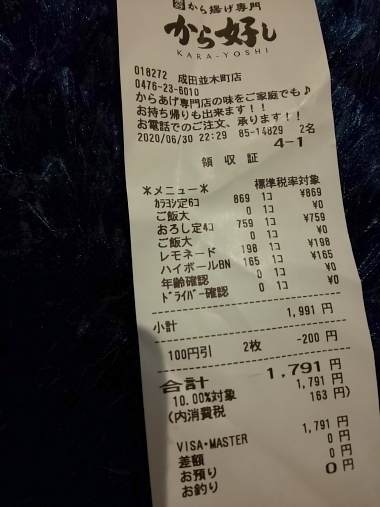 から揚げ専門
から好し
KARA-YOSHI
018272 成田並木町店
0476-23-6010
からあげ専門店の味をご家庭でも♪
お持ち帰りも出来ます！！
お電話でのご注文、承ります！！
2020/06/30 22:29 85-14829 2名
4-1
領収証
＊メニュー＊ 標準税率対象
ｶﾗﾖｼ定6ｺ 869 1コ ¥869
ご飯大 0 1コ ¥0
おろし定4ｺ 759 1コ ¥759
ご飯大 0 1コ ¥0
レモネード 198 1コ ¥198
ハイボールBN 165 1コ ¥165
年齢確認 0 1コ ¥0
ﾄﾞﾗｲﾊﾞｰ確認 0 1コ ¥0
小計 1,991 円
100円引 2枚 -200 円
合計 1,791 円
10.00%対象 1,791 円
(内消費税 163 円)
VISA・MASTER 1,791 円
差額 0 円
お預り 0 円
お釣り 0 円